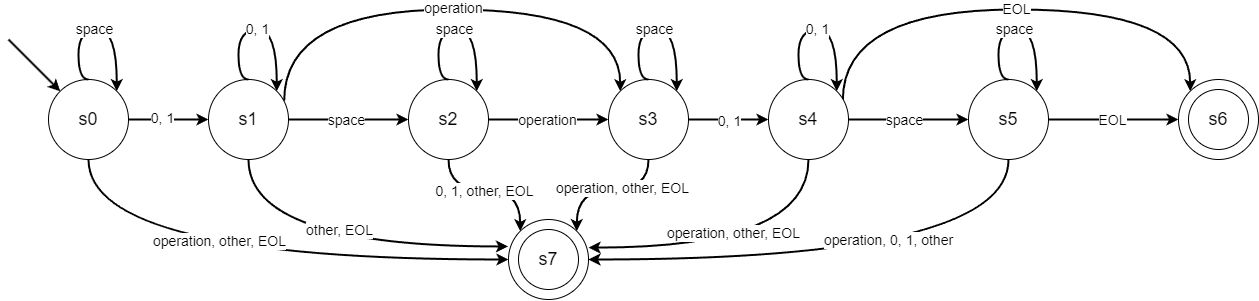 operation
EOL
space
0, 1
space
space
0, 1
space
s0
0, 1
s1
space
s2
operation
s3
0, 1
s4
space
s5
EOL
s6
0, 1, other, EOL
operation, other, EOL
other, EOL
operation, other, EOL
operation, other, EOL
operation, 0, 1, other
s7